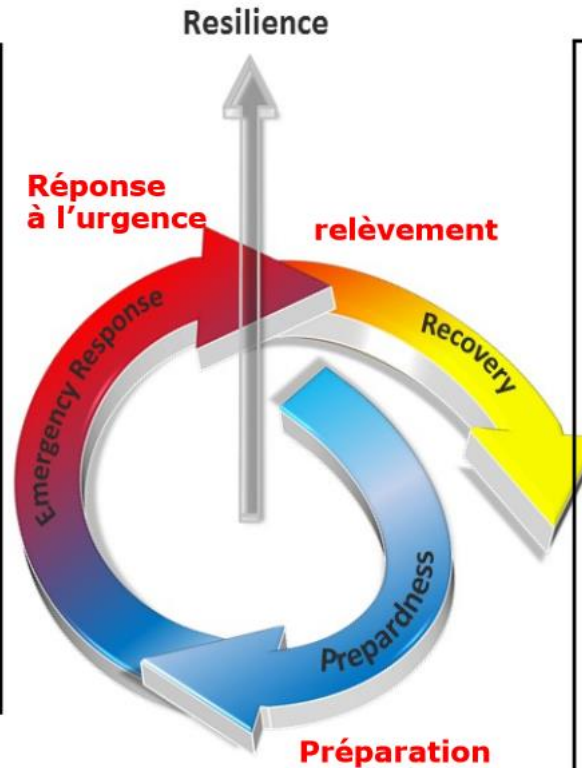 Resilience
Réponse
à l'urgence
relèvement
Emergency Response
Recovery
Prepardness
Préparation